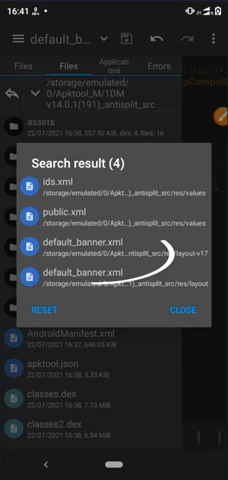 16:41
default_b...
Files
Files
Applicati
ons
Errors
/storage/emulated/
0/Apktool_M/1DM
v14.0.1(191)_antisplit_src
assets
22/07/2021 16:38, 357.92 KiB, dirs: 4, files: 16
Search result (4)
ids.xml
/storage/emulated/0/Apkt...)_antisplit_src/res/values
public.xml
/storage/emulated/0/Apkt...)_antisplit_src/res/values
default_banner.xml
/storage/emulated/0/Apkt...ntisplit_src/res/layout-v17
default_banner.xml
/storage/emulated/0/Apkt...1)_antisplit_src/res/layout
RESET
CLOSE
AndroidManifest.xml
22/07/2021 16:37, 646.05 KiB
apktool.json
22/07/2021 16:38, 3.33 KiB
classes.dex
22/07/2021 16:38, 7.73 MiB
classes2.dex
22/07/2021 16:38, 6.54 MiB
[ ]